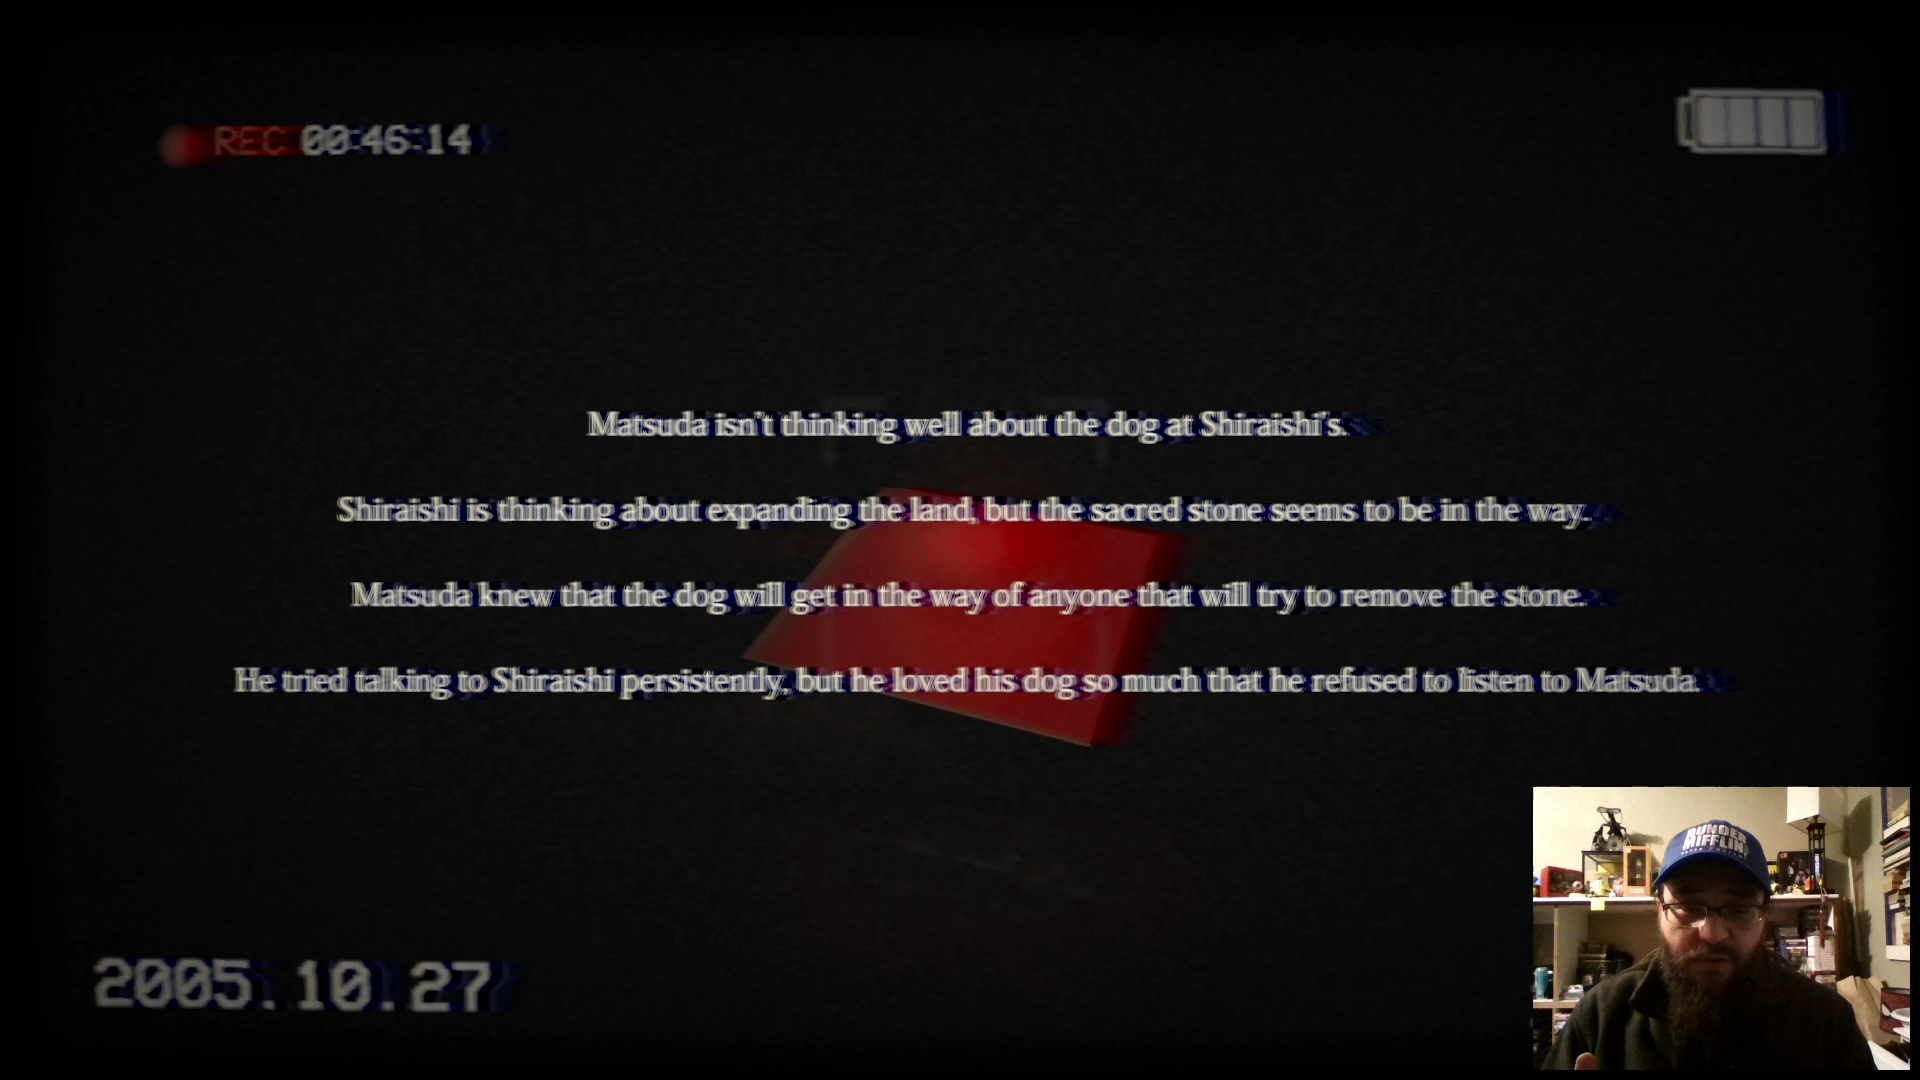 REC 00:46:14
Matsuda isn't thinking well about the dog at Shiraishi's.
Shiraishi is thinking about expanding the land, but the sacred stone seems to be in the way.
Matsuda knew that the dog will get in the way of anyone that will try to remove the stone.
He tried talking to Shiraishi persistently, but he loved his dog so much that he refused to listen to Matsuda.
DUNDER
MIFFLIN
2005.10.27